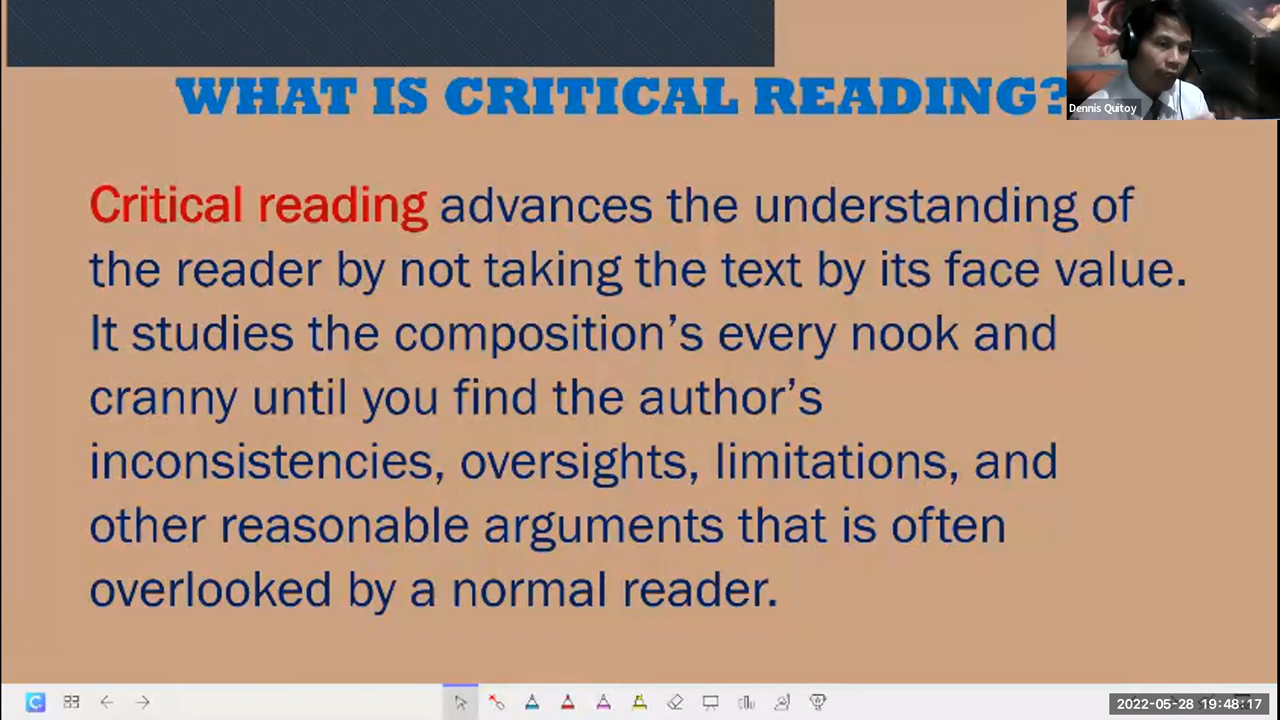 WHAT IS CRITICAL READING?
Dennis Quitoy
Critical reading advances the understanding of
the reader by not taking the text by its face value.
It studies the composition’s every nook and
cranny until you find the author’s
inconsistencies, oversights, limitations, and
other reasonable arguments that is often
overlooked by a normal reader.
2022-05-28 19:48:17